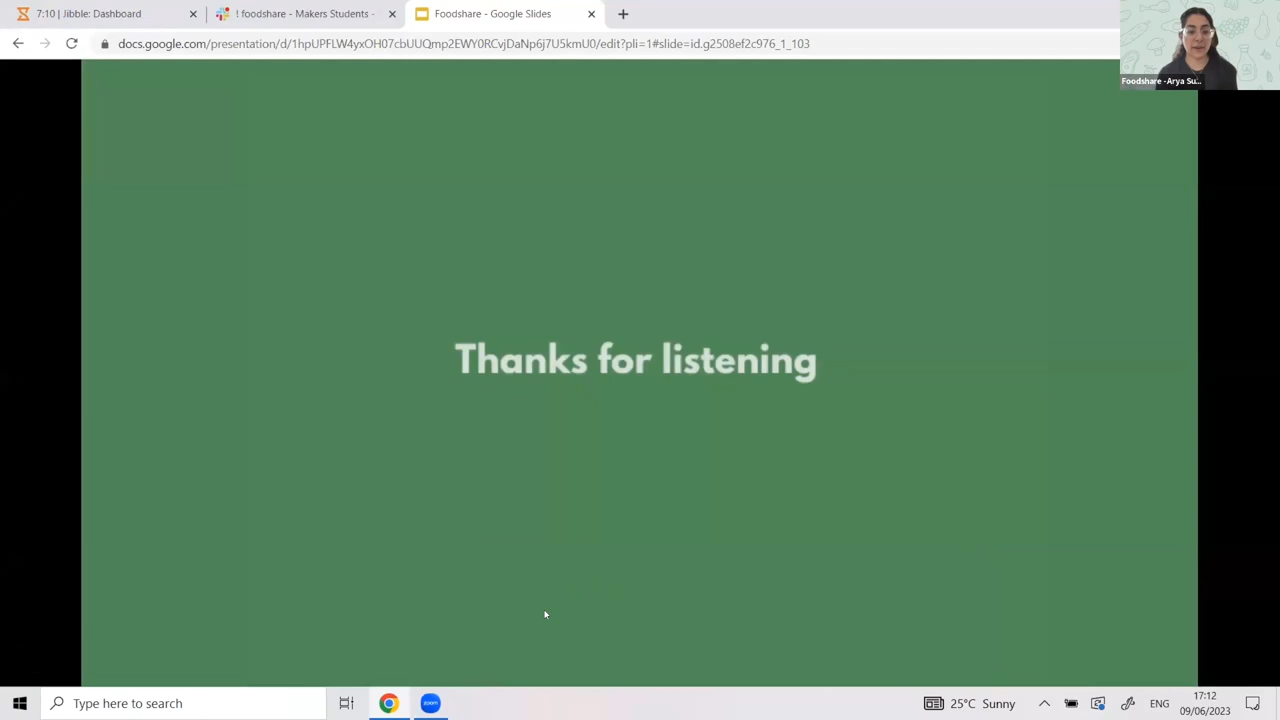 7:10 | Jibble: Dashboard
! foodshare - Makers Students -
Foodshare - Google Slides
docs.google.com/presentation/d/1hpUPFLW4yxOH07cbUUQmp2EWY0RCvjDaNp6j7U5kmU0/edit?pli=1#slide=id.g2508ef2c976_1_103
Foodshare -Arya Su...
Thanks for listening
Type here to search
zoom
25°C Sunny
ENG
17:12
09/06/2023